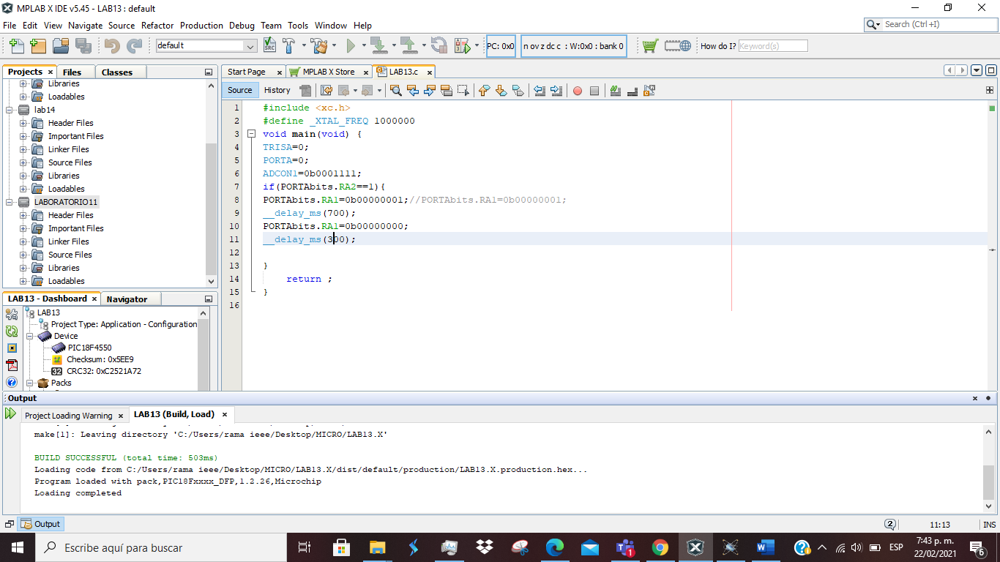 MPLAB X IDE v5.45 - LAB13 : default
File Edit View Navigate Source Refactor Production Debug Team Tools Window Help
Search (Ctrl+I)
default
PC: 0x0
n ov z dc c : W:0x0 : bank 0
How do I? Keyword(s)
Projects Files Classes
Libraries
Loadables
lab14
Header Files
Important Files
Linker Files
Source Files
Libraries
Loadables
LABORATORIO11
Header Files
Important Files
Linker Files
Source Files
Libraries
Loadables
Start Page MPLAB X Store LAB13.c
Source History
1 #include <xc.h>
2 #define _XTAL_FREQ 1000000
3 void main(void) {
4 TRISA=0;
5 PORTA=0;
6 ADCON1=0b0001111;
7 if(PORTAbits.RA2==1){
8 PORTAbits.RA1=0b00000001;//PORTAbits.RA1=0b00000001;
9 __delay_ms(700);
10 PORTAbits.RA1=0b00000000;
11 __delay_ms(300);
12
13 }
14 return ;
15 }
16
LAB13 - Dashboard Navigator
LAB13
Project Type: Application - Configuration
Device
PIC18F4550
Checksum: 0x5EE9
CRC32: 0xC2521A72
Packs
Output
Project Loading Warning LAB13 (Build, Load)
make[1]: Leaving directory 'C:/Users/rama ieee/Desktop/MICRO/LAB13.X'
BUILD SUCCESSFUL (total time: 503ms)
Loading code from C:/Users/rama ieee/Desktop/MICRO/LAB13.X/dist/default/production/LAB13.X.production.hex...
Program loaded with pack,PIC18Fxxxx_DFP,1.2.26,Microchip
Loading completed
Output
2 11:13 INS
Escribe aquí para buscar
ESP
7:43 p. m.
22/02/2021
6